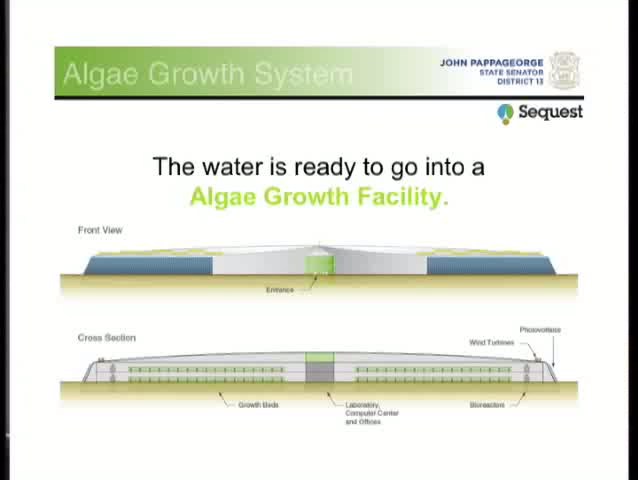 Algae Growth System
JOHN PAPPAGEORGE
STATE SENATOR
DISTRICT 13
Sequest
The water is ready to go into a
Algae Growth Facility.
Front View
Entrance
Cross Section
Photovoltaics
Wind Turbines
Growth Beds
Laboratory,
Computer Center
and Offices
Bioreactors